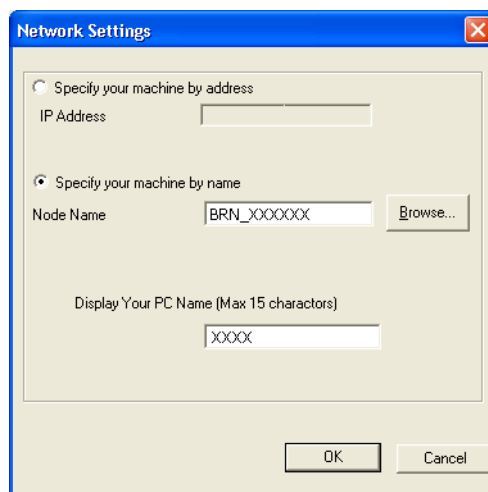 Network Settings
Specify your machine by address
IP Address
Specify your machine by name
Node Name
BRN_XXXXXX
Browse...
Display Your PC Name (Max 15 charactors)
XXXX
OK
Cancel